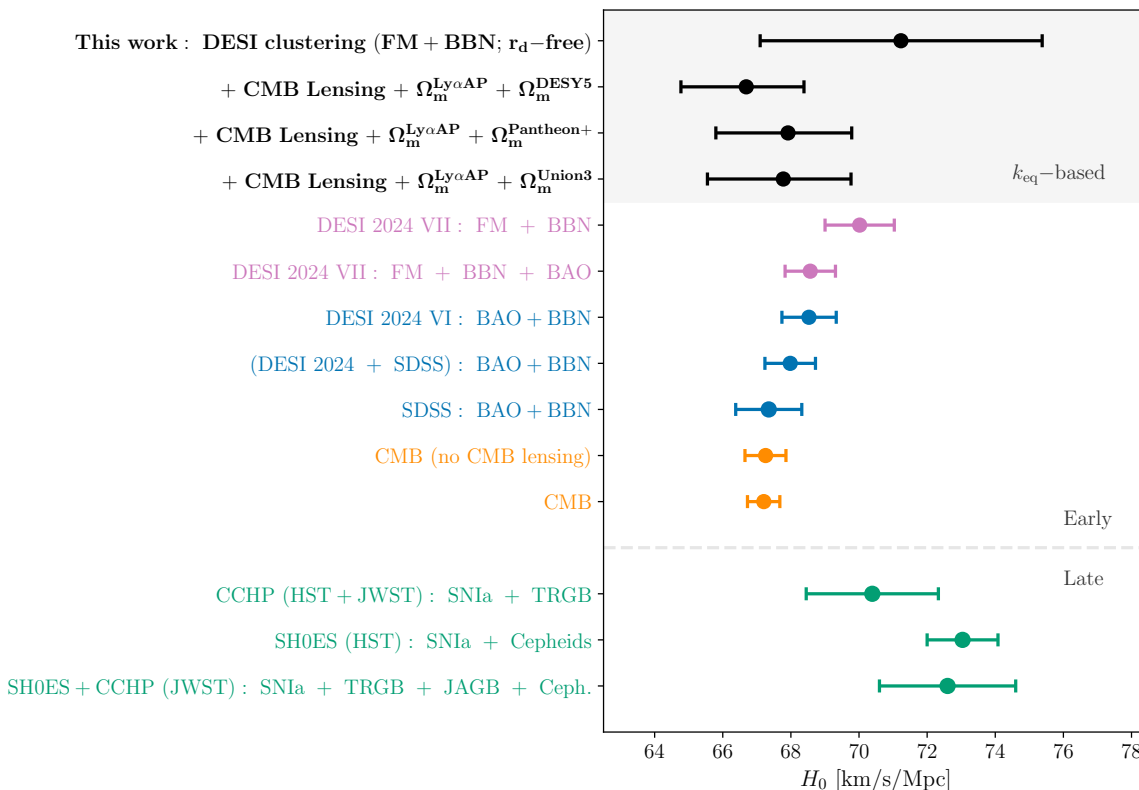 This work : DESI clustering (FM + BBN; r_d−free)
+ CMB Lensing + Ω_m^{LyαAP} + Ω_m^{DESY5}
+ CMB Lensing + Ω_m^{LyαAP} + Ω_m^{Pantheon+}
+ CMB Lensing + Ω_m^{LyαAP} + Ω_m^{Union3}
k_eq−based
DESI 2024 VII : FM + BBN
DESI 2024 VII : FM + BBN + BAO
DESI 2024 VI : BAO + BBN
(DESI 2024 + SDSS) : BAO + BBN
SDSS : BAO + BBN
CMB (no CMB lensing)
CMB
Early
Late
CCHP (HST + JWST) : SNIa + TRGB
SH0ES (HST) : SNIa + Cepheids
SH0ES + CCHP (JWST) : SNIa + TRGB + JAGB + Ceph.
64 66 68 70 72 74 76 78
H_0 [km/s/Mpc]